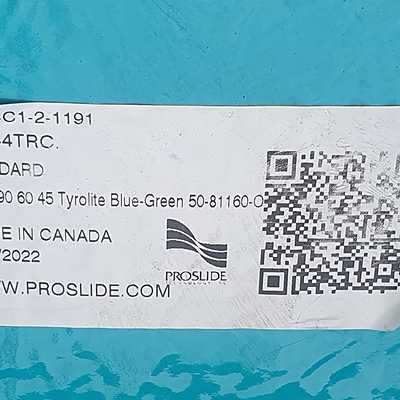 C1-2-1191
4TRC.
DARD
90 60 45 Tyrolite Blue-Green 50-81160-O
E IN CANADA
/2022
PROSLIDE
W.PROSLIDE.COM